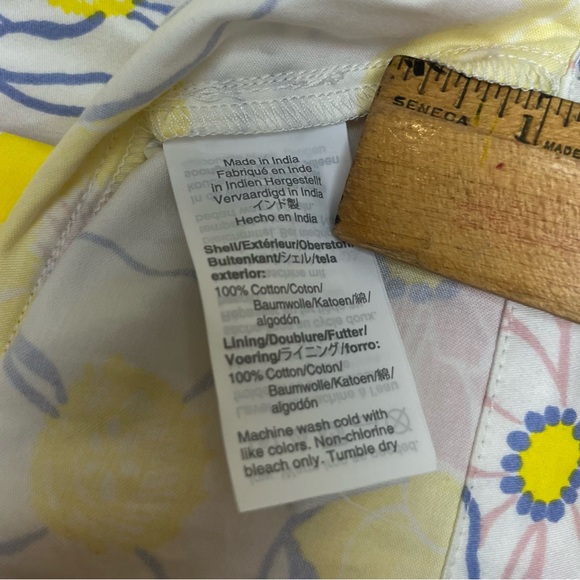 Made in India
Fabriqué en Inde
in Indien Hergestellt
Vervaardigd in India
インド製
Hecho en India
Shell/Extérieur/Oberstoff/
Buitenkant/シェル/tela
exterior:
100% Cotton/Coton/
Baumwolle/Katoen/綿/
algodón
Lining/Doublure/Futter/
Voering/ライニング/forro:
100% Cotton/Coton/
Baumwolle/Katoen/綿/
algodón
Machine wash cold with
like colors. Non-chlorine
bleach only. Tumble dry
SENECA
1
MADE